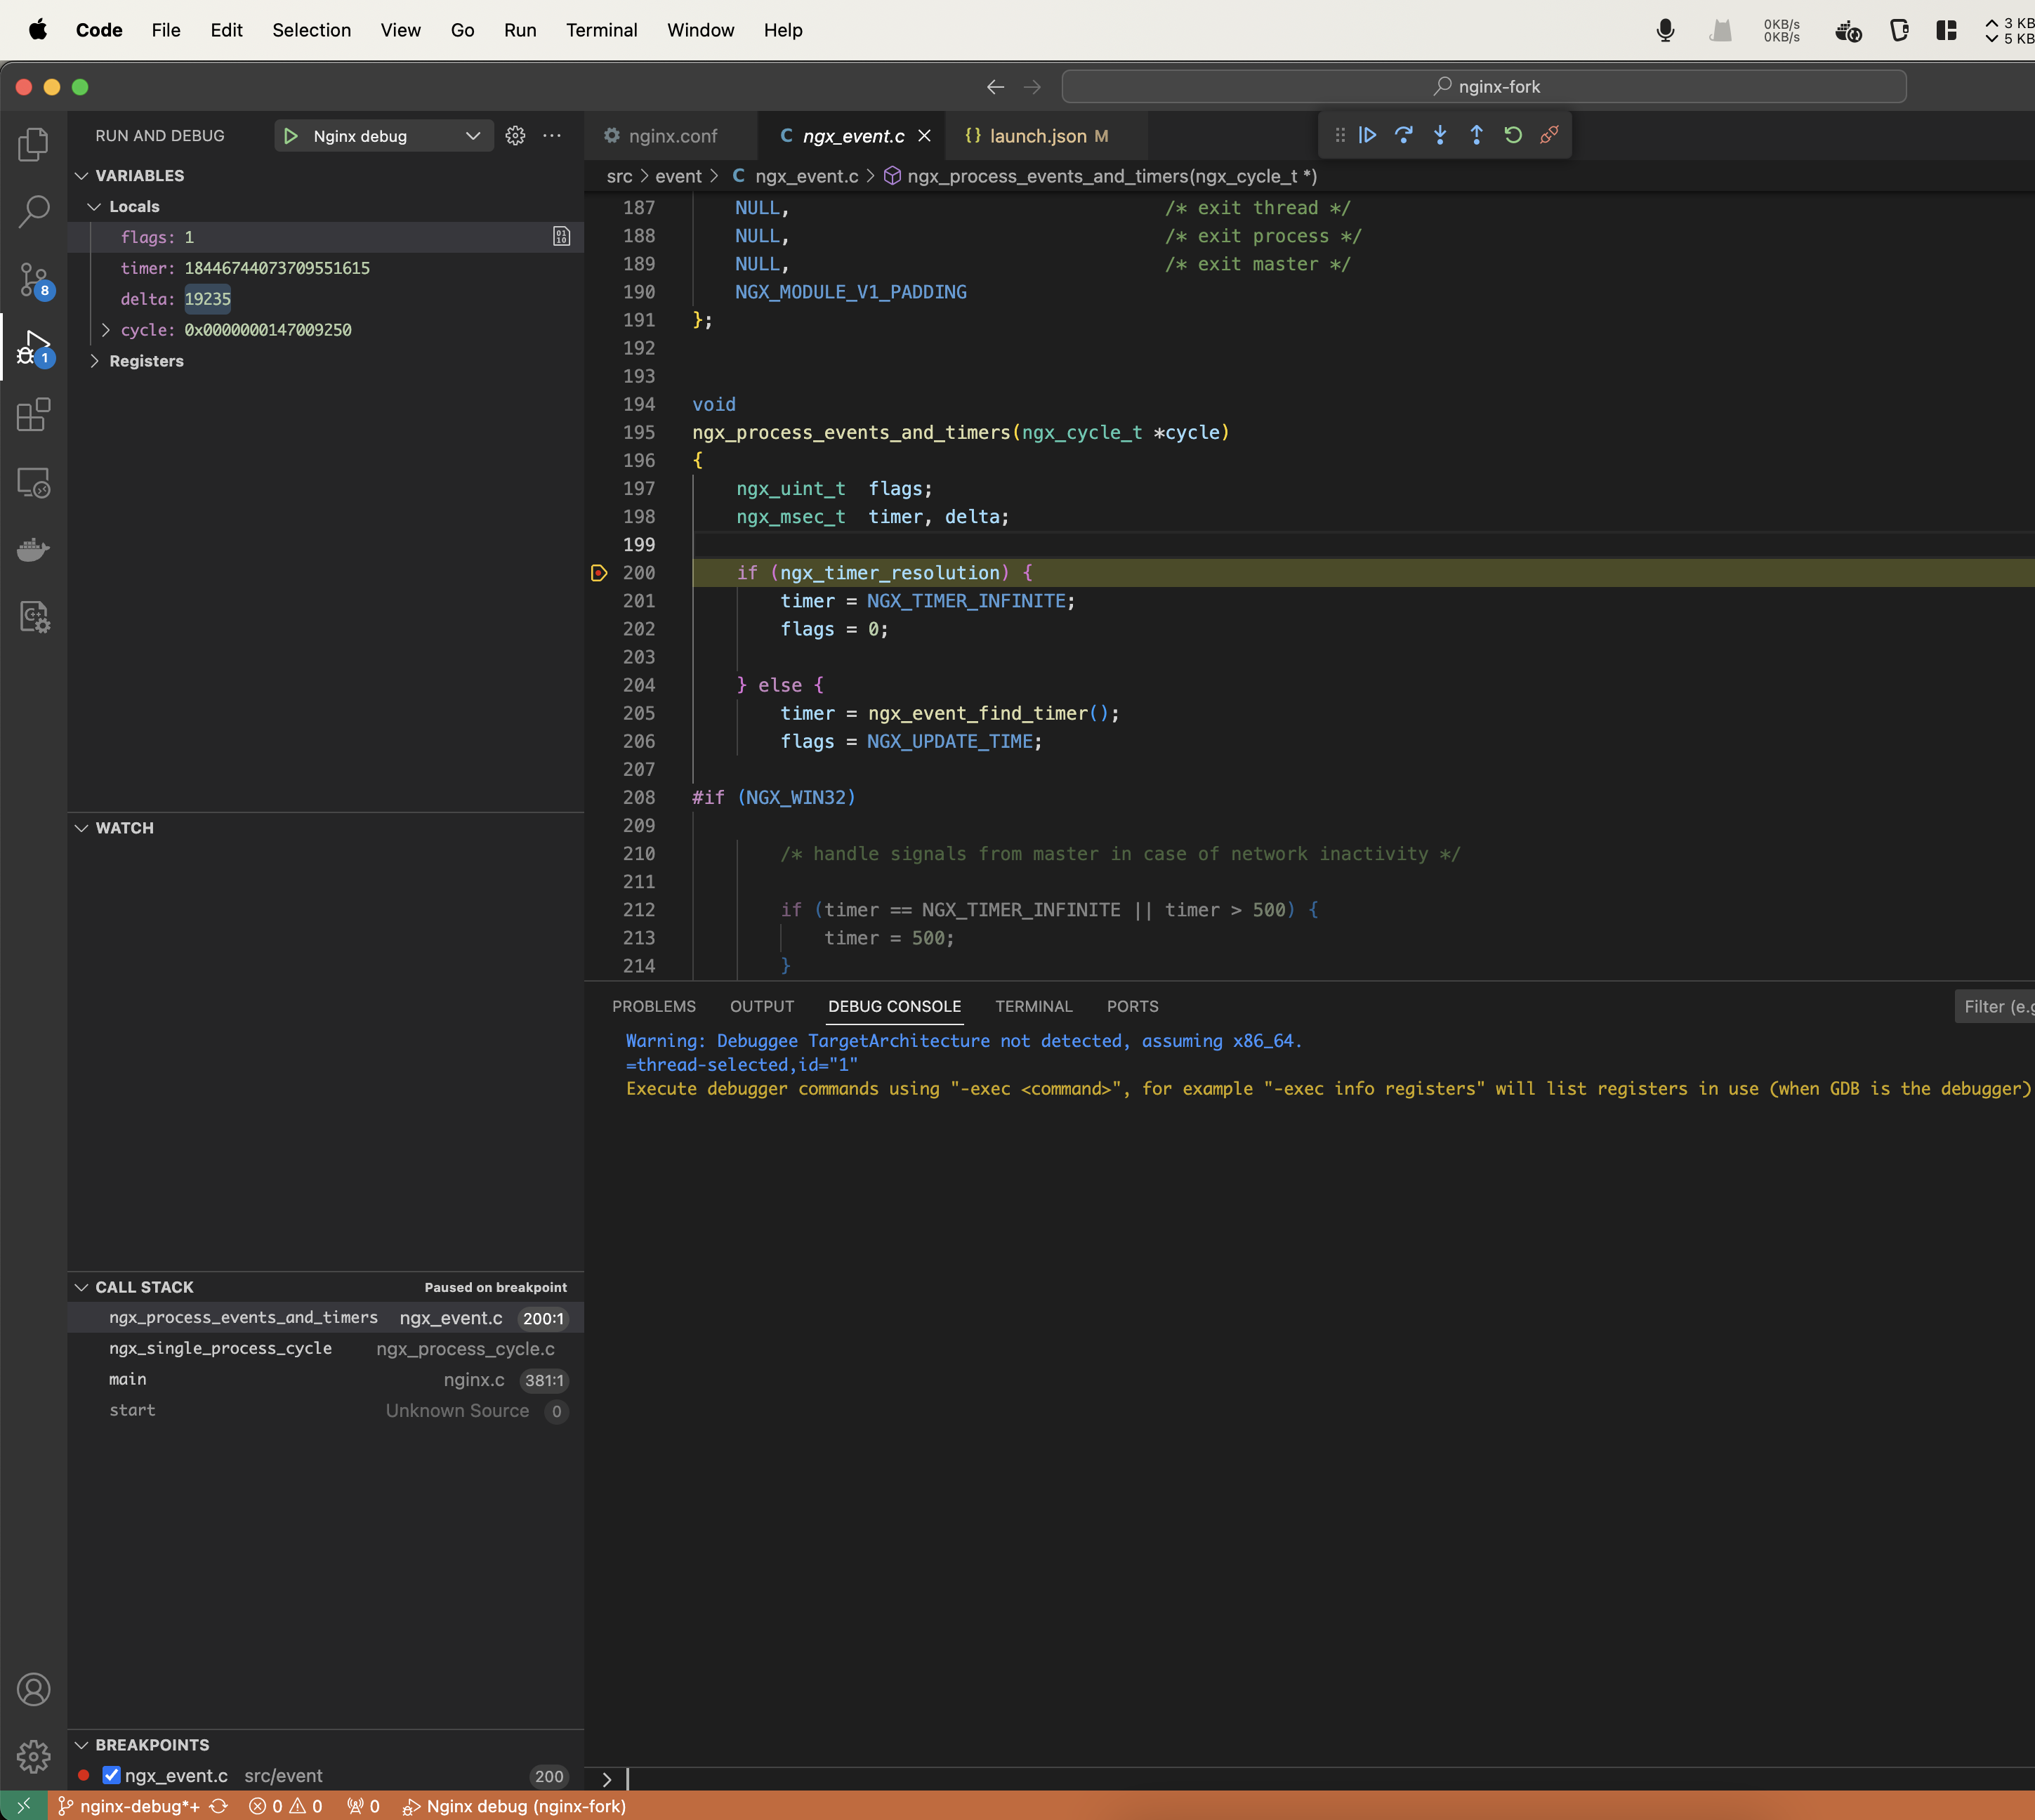 Code File Edit Selection View Go Run Terminal Window Help
0KB/s
0KB/s
3 KB
5 KB
nginx-fork
RUN AND DEBUG
Nginx debug
nginx.conf
ngx_event.c
launch.json M
src > event > C ngx_event.c > ngx_process_events_and_timers(ngx_cycle_t *)
VARIABLES
Locals
flags: 1
timer: 18446744073709551615
delta: 19235
cycle: 0x0000000147009250
Registers
8
1
187 NULL, /* exit thread */
188 NULL, /* exit process */
189 NULL, /* exit master */
190 NGX_MODULE_V1_PADDING
191 };
192
193
194 void
195 ngx_process_events_and_timers(ngx_cycle_t *cycle)
196 {
197 ngx_uint_t flags;
198 ngx_msec_t timer, delta;
199
200 if (ngx_timer_resolution) {
201 timer = NGX_TIMER_INFINITE;
202 flags = 0;
203
204 } else {
205 timer = ngx_event_find_timer();
206 flags = NGX_UPDATE_TIME;
207
208 #if (NGX_WIN32)
209
210 /* handle signals from master in case of network inactivity */
211
212 if (timer == NGX_TIMER_INFINITE || timer > 500) {
213 timer = 500;
214 }
WATCH
PROBLEMS OUTPUT DEBUG CONSOLE TERMINAL PORTS
Filter (e.g
Warning: Debuggee TargetArchitecture not detected, assuming x86_64.
=thread-selected,id="1"
Execute debugger commands using "-exec <command>", for example "-exec info registers" will list registers in use (when GDB is the debugger)
CALL STACK Paused on breakpoint
ngx_process_events_and_timers ngx_event.c 200:1
ngx_single_process_cycle ngx_process_cycle.c
main nginx.c 381:1
start Unknown Source 0
BREAKPOINTS
ngx_event.c src/event 200
nginx-debug*+ 0 0 0 Nginx debug (nginx-fork)